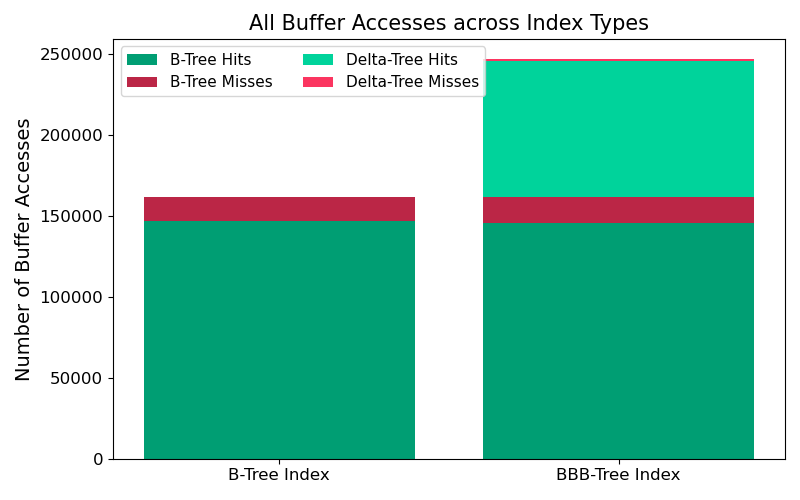 All Buffer Accesses across Index Types
Number of Buffer Accesses
250000
200000
150000
100000
50000
0
B-Tree Hits
B-Tree Misses
Delta-Tree Hits
Delta-Tree Misses
B-Tree Index
BBB-Tree Index